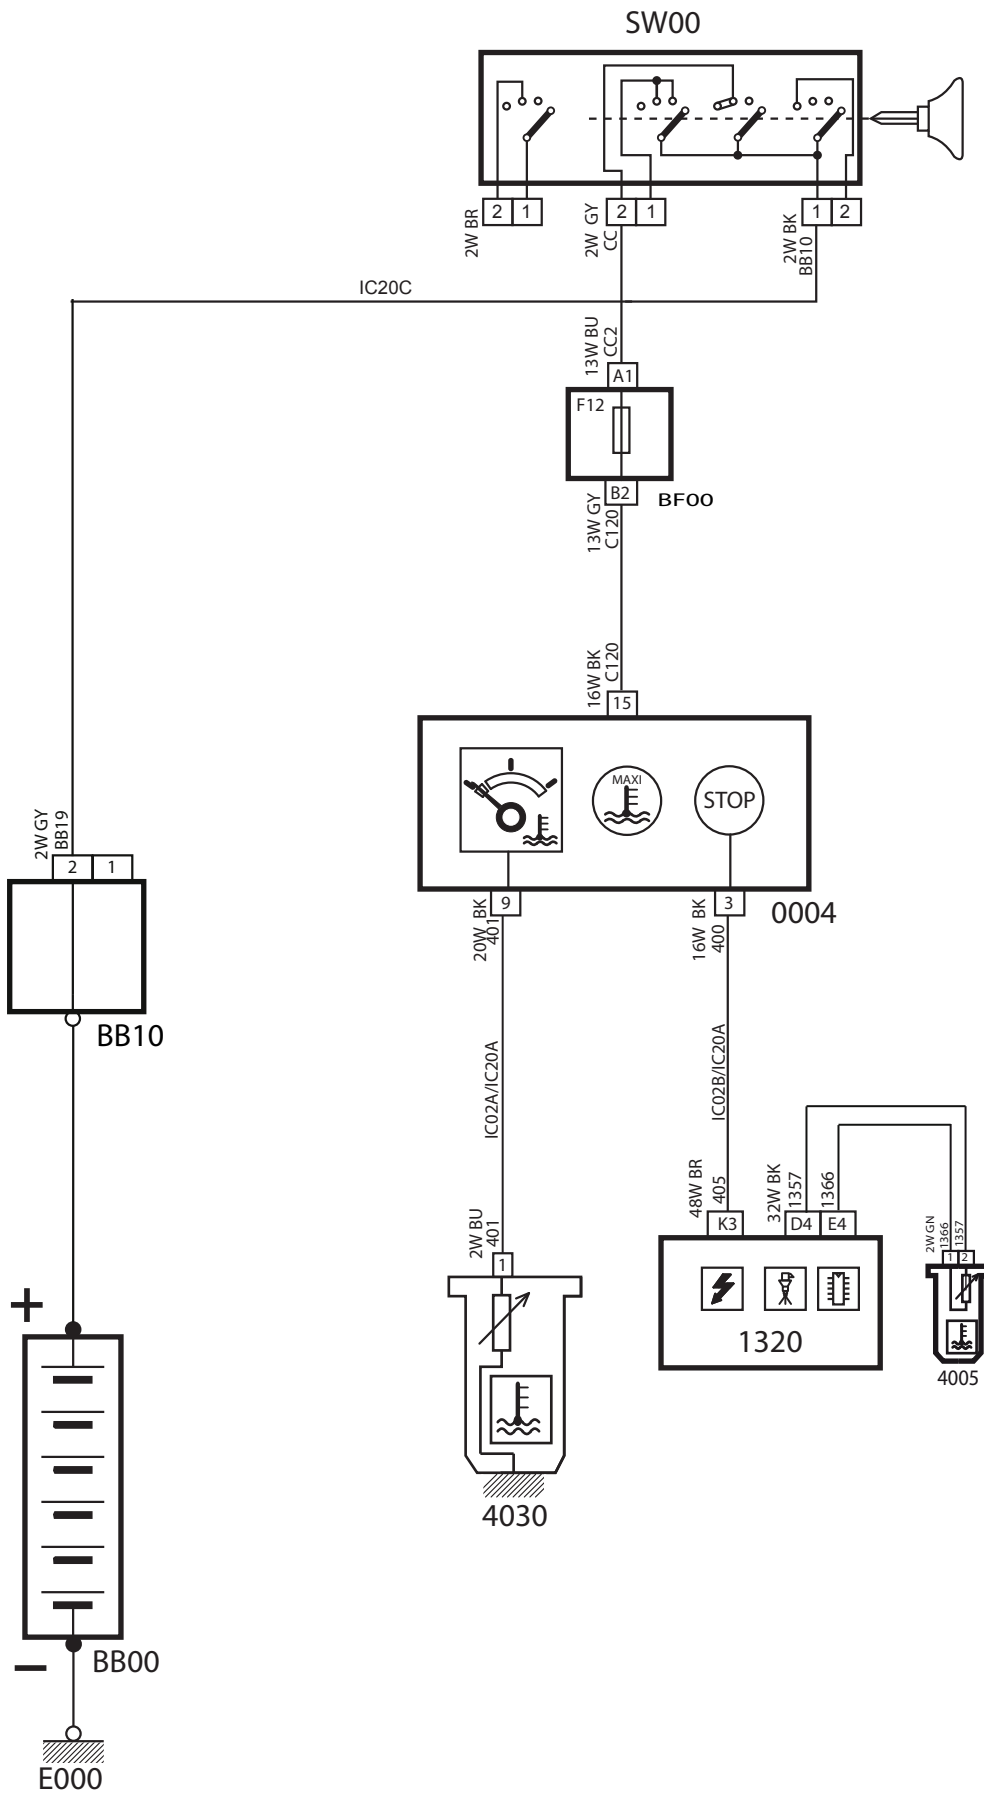 SW00
2 1 2 1 1 2
2W BR
2W GY
CC
2W BK
BB10
IC20C
13W BU
CC2
A1
F12
B2
BF00
13W GY
C120
16W BK
C120
15
MAXI
STOP
2W GY
BB19
2 1
9
3
0004
20W BK
401
16W BK
400
BB10
IC02A/IC20A
IC02B/IC20A
48W BR
405
32W BK
1357
1366
2W GN
1366
1357
K3
D4 E4
2W BU
401
1
1 2
1320
4005
+
4030
BB00
−
E000